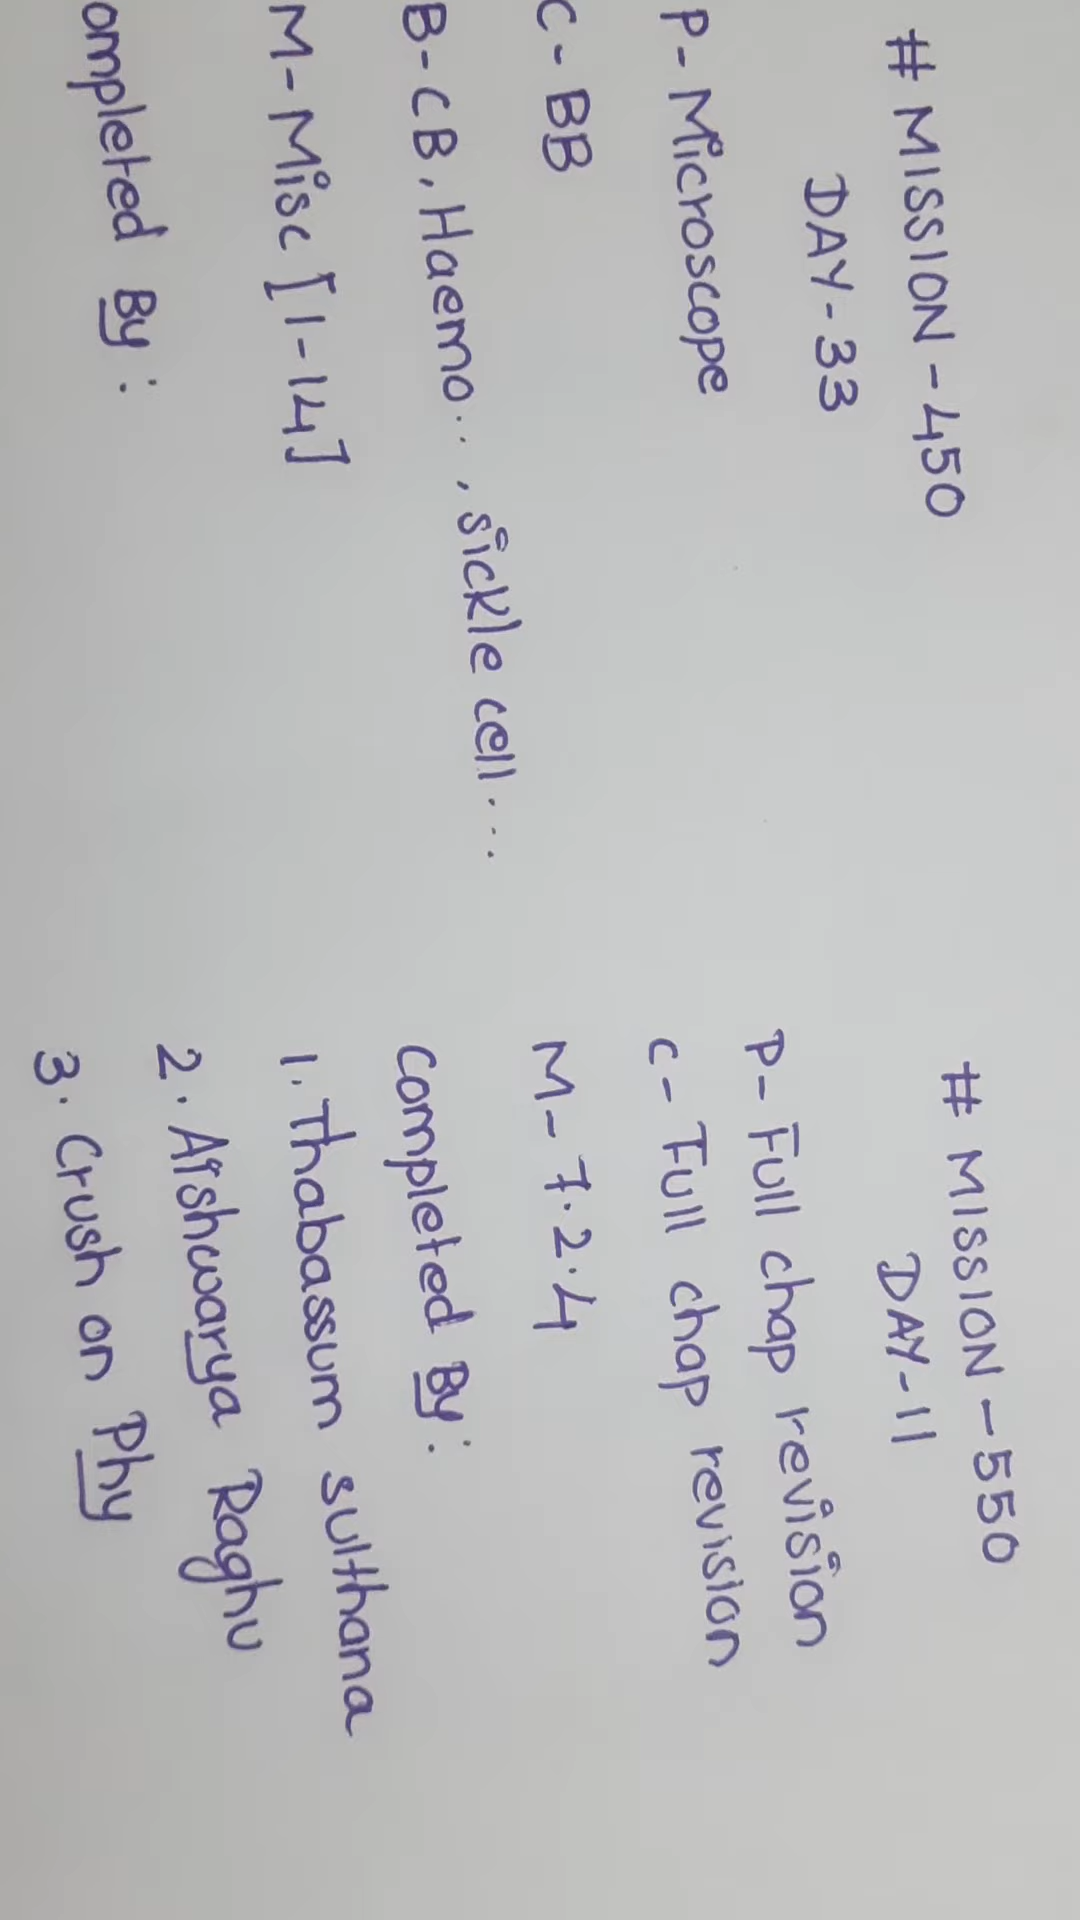 # MISSION-450
DAY-33
P-Microscope
C-BB
B-CB, Haemo.., sickle cell...
M-Misc [1-14]
ompleted By:
# MISSION-550
DAY-11
P-Full chap revision
C-Full chap revision
M-7.2.4
Completed By:
1. Thabassum sulthana
2. Aishwarya Raghu
3. Crush on Phy